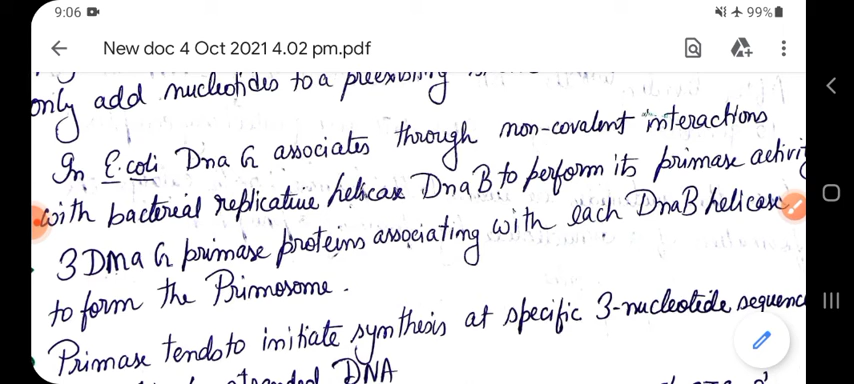 9:06
99%
New doc 4 Oct 2021 4.02 pm.pdf
only add nucleotides to a preexisting
In E.coli Dna G associates through non-covalent interactions
with bacterial replicative helicase DnaB to perform its primase
3 Dna G primase proteins associating with each DnaB helicase
to form the Primosome.
Primase tends to initiate synthesis at specific 3-nucleotide
DNA